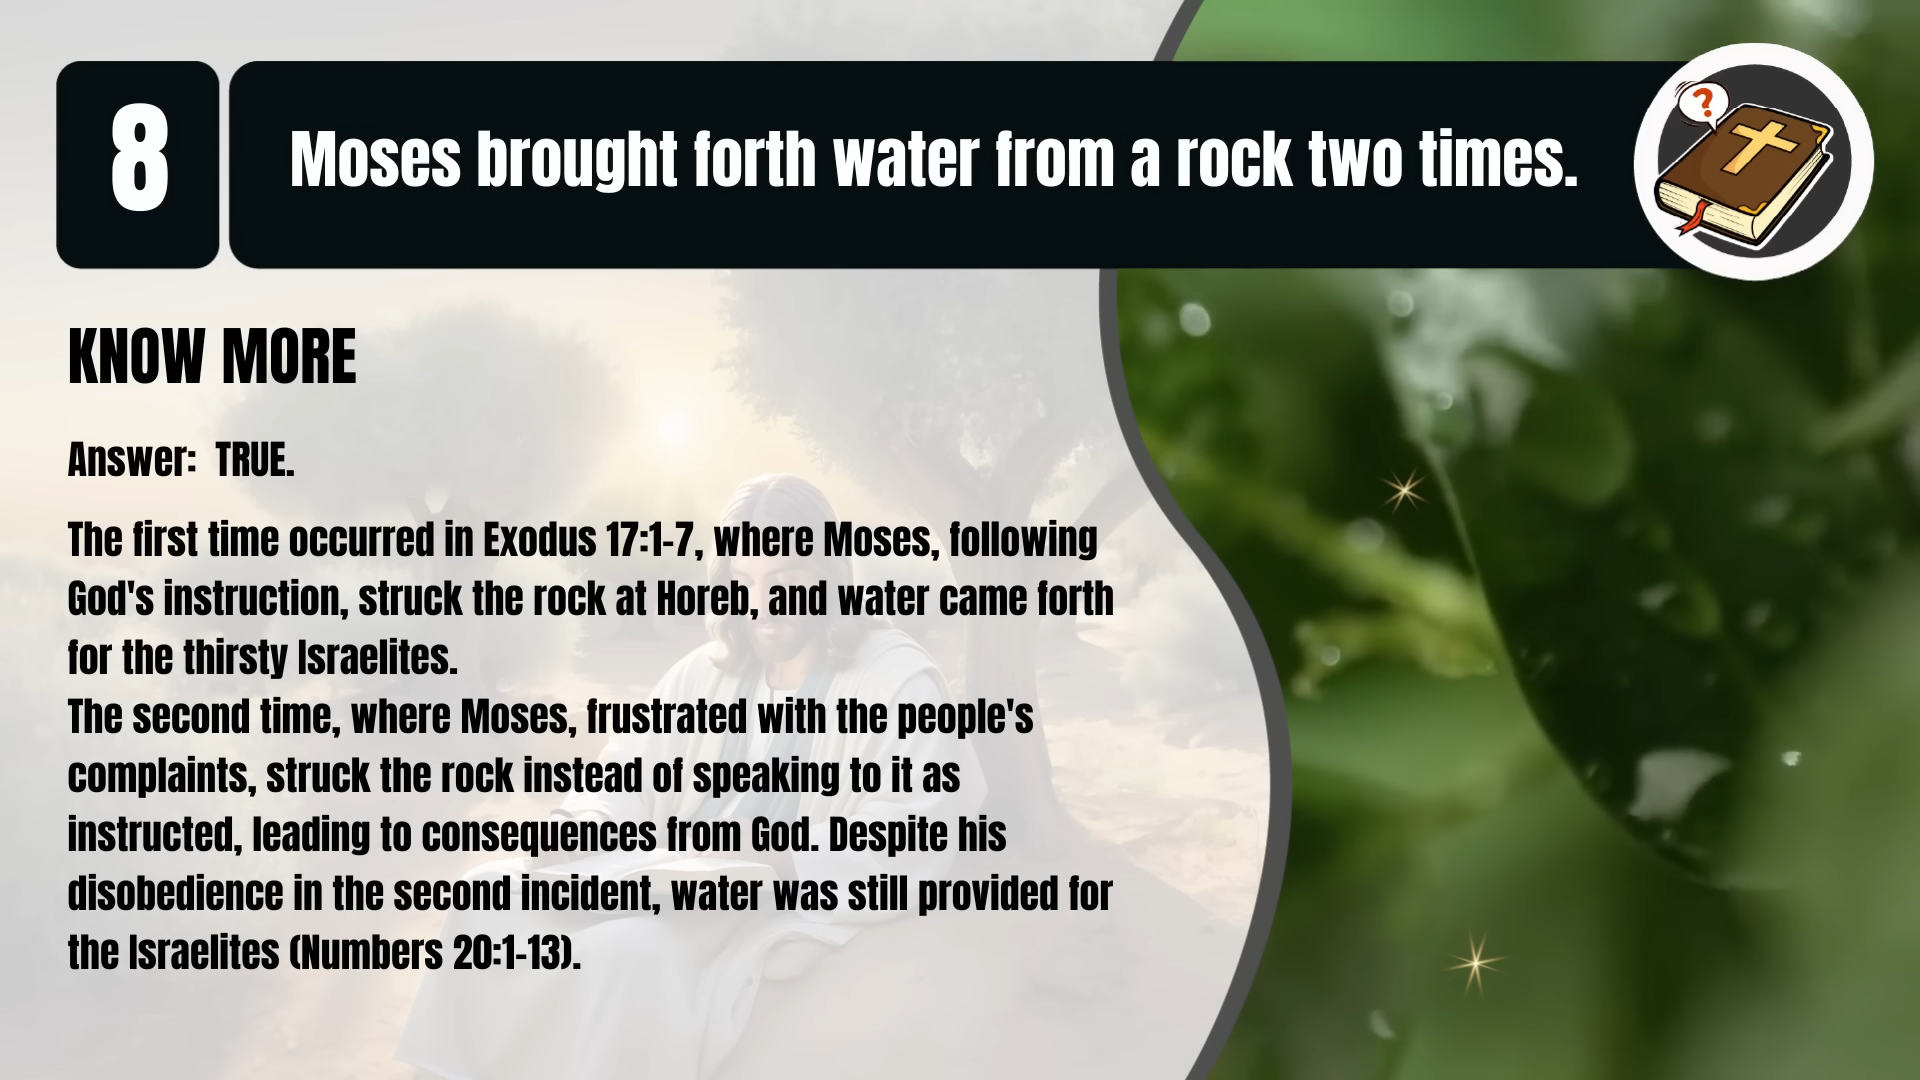 8
Moses brought forth water from a rock two times.
?
KNOW MORE
Answer:  TRUE.
The first time occurred in Exodus 17:1-7, where Moses, following
God's instruction, struck the rock at Horeb, and water came forth
for the thirsty Israelites.
The second time, where Moses, frustrated with the people's
complaints, struck the rock instead of speaking to it as
instructed, leading to consequences from God. Despite his
disobedience in the second incident, water was still provided for
the Israelites (Numbers 20:1-13).